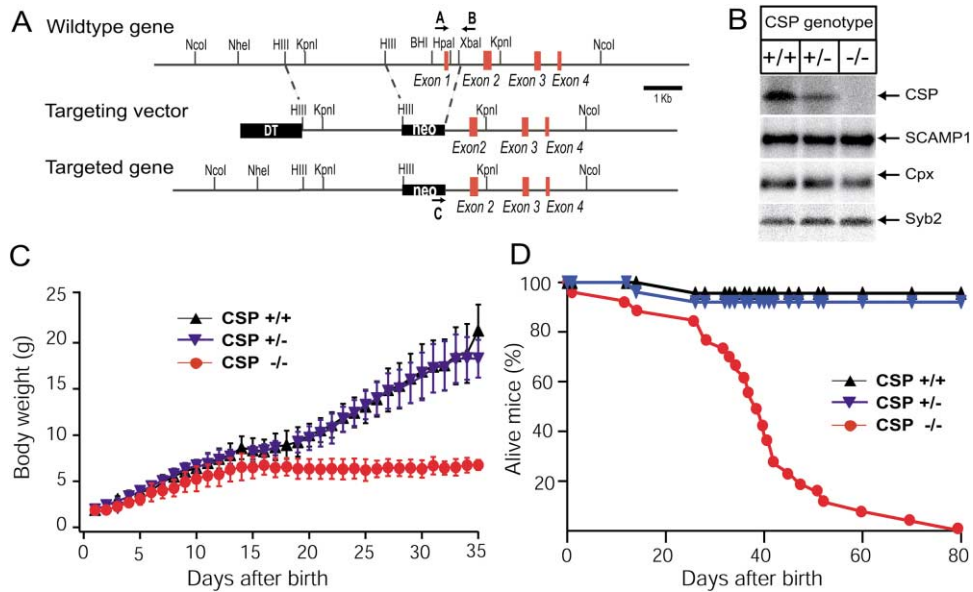 A
A B
Wildtype gene
NcoI NheI HIII KpnI HIII BHI HpaI XbaI KpnI NcoI
Exon 1 Exon 2 Exon 3 Exon 4
1 Kb
Targeting vector
HIII KpnI HIII KpnI NcoI
DT neo
Exon2 Exon 3 Exon 4
Targeted gene
NcoI NheI HIII KpnI HIII KpnI NcoI
neo
C
Exon 2 Exon 3 Exon 4
B
CSP genotype
+/+ +/- -/-
CSP
SCAMP1
Cpx
Syb2
C
25
20
15
10
5
0
Body weight (g)
CSP +/+
CSP +/-
CSP -/-
0 5 10 15 20 25 30 35
Days after birth
D
100
80
60
40
20
Alive mice (%)
CSP +/+
CSP +/-
CSP -/-
0 20 40 60 80
Days after birth